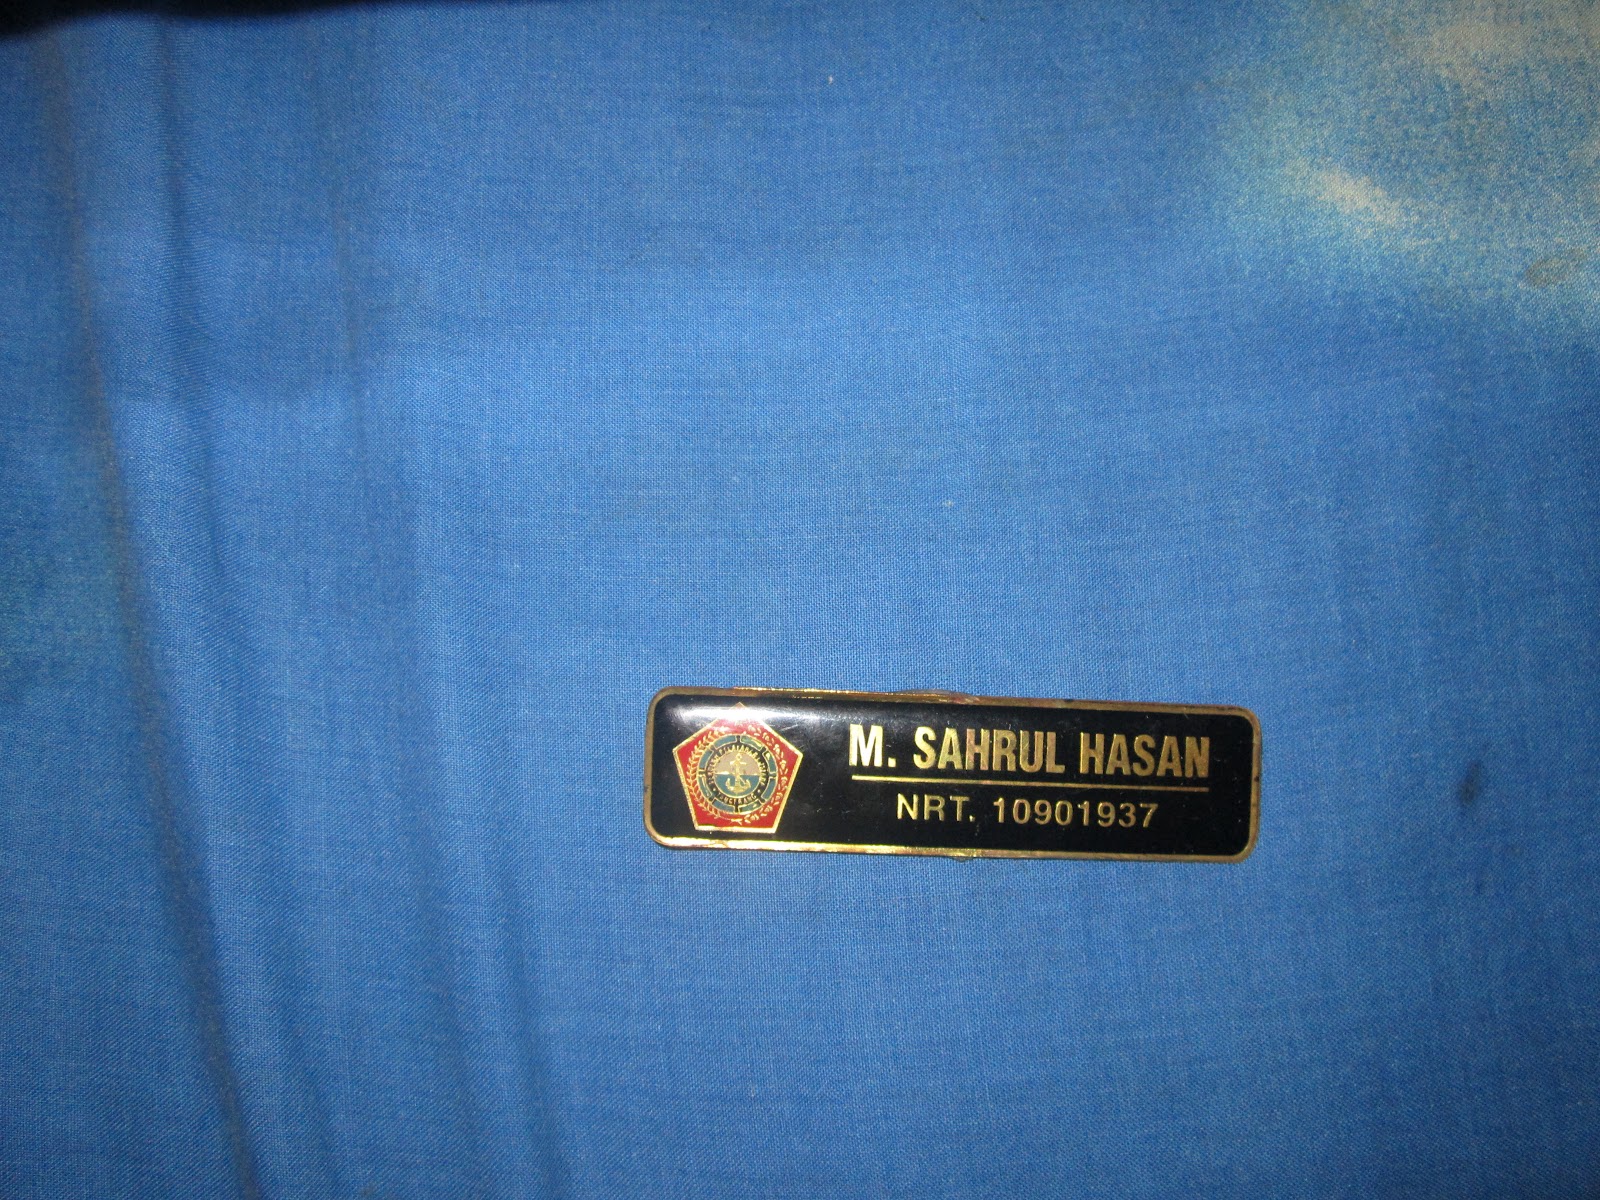 M. SAHRUL HASAN
NRT. 10901937